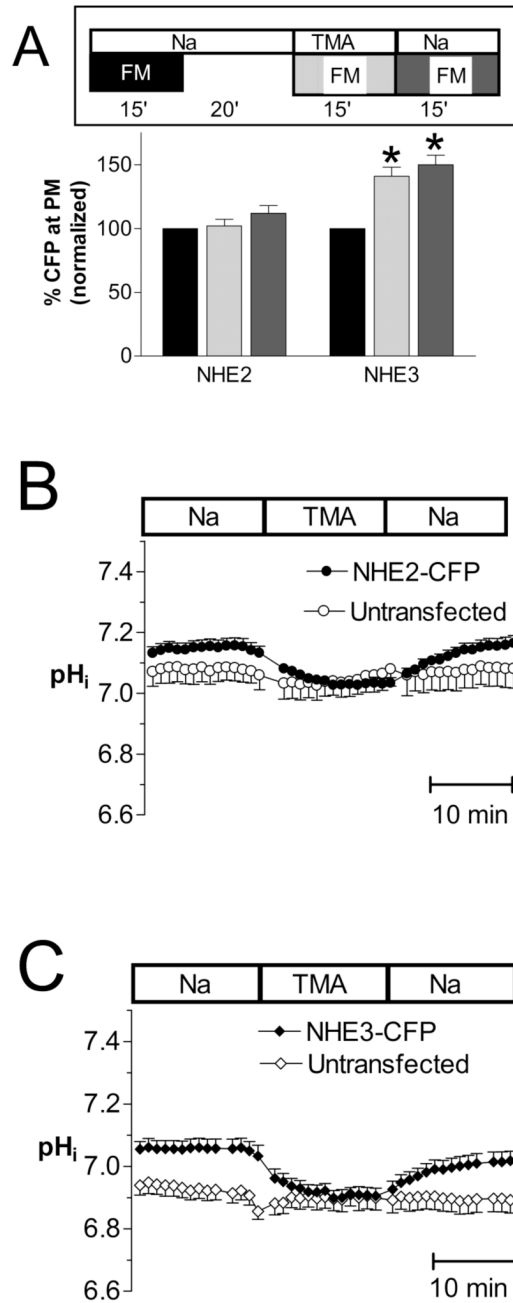 A
Na TMA Na
FM FM FM
15' 20' 15' 15'
% CFP at PM
(normalized)
150
100
50
0
* *
NHE2 NHE3
B
Na TMA Na
7.4
7.2
7.0
6.8
6.6
pHi
NHE2-CFP
Untransfected
10 min
C
Na TMA Na
7.4
7.2
7.0
6.8
6.6
pHi
NHE3-CFP
Untransfected
10 min